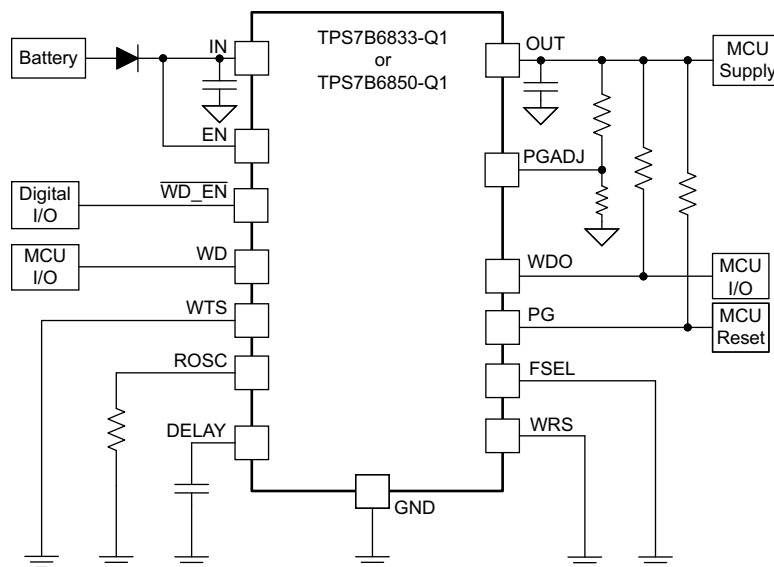 TPS7B6833-Q1
or
TPS7B6850-Q1
Battery
IN
EN
Digital
I/O
WD_EN
MCU
I/O
WD
WTS
ROSC
DELAY
GND
OUT
MCU
Supply
PGADJ
WDO
MCU
I/O
PG
MCU
Reset
FSEL
WRS